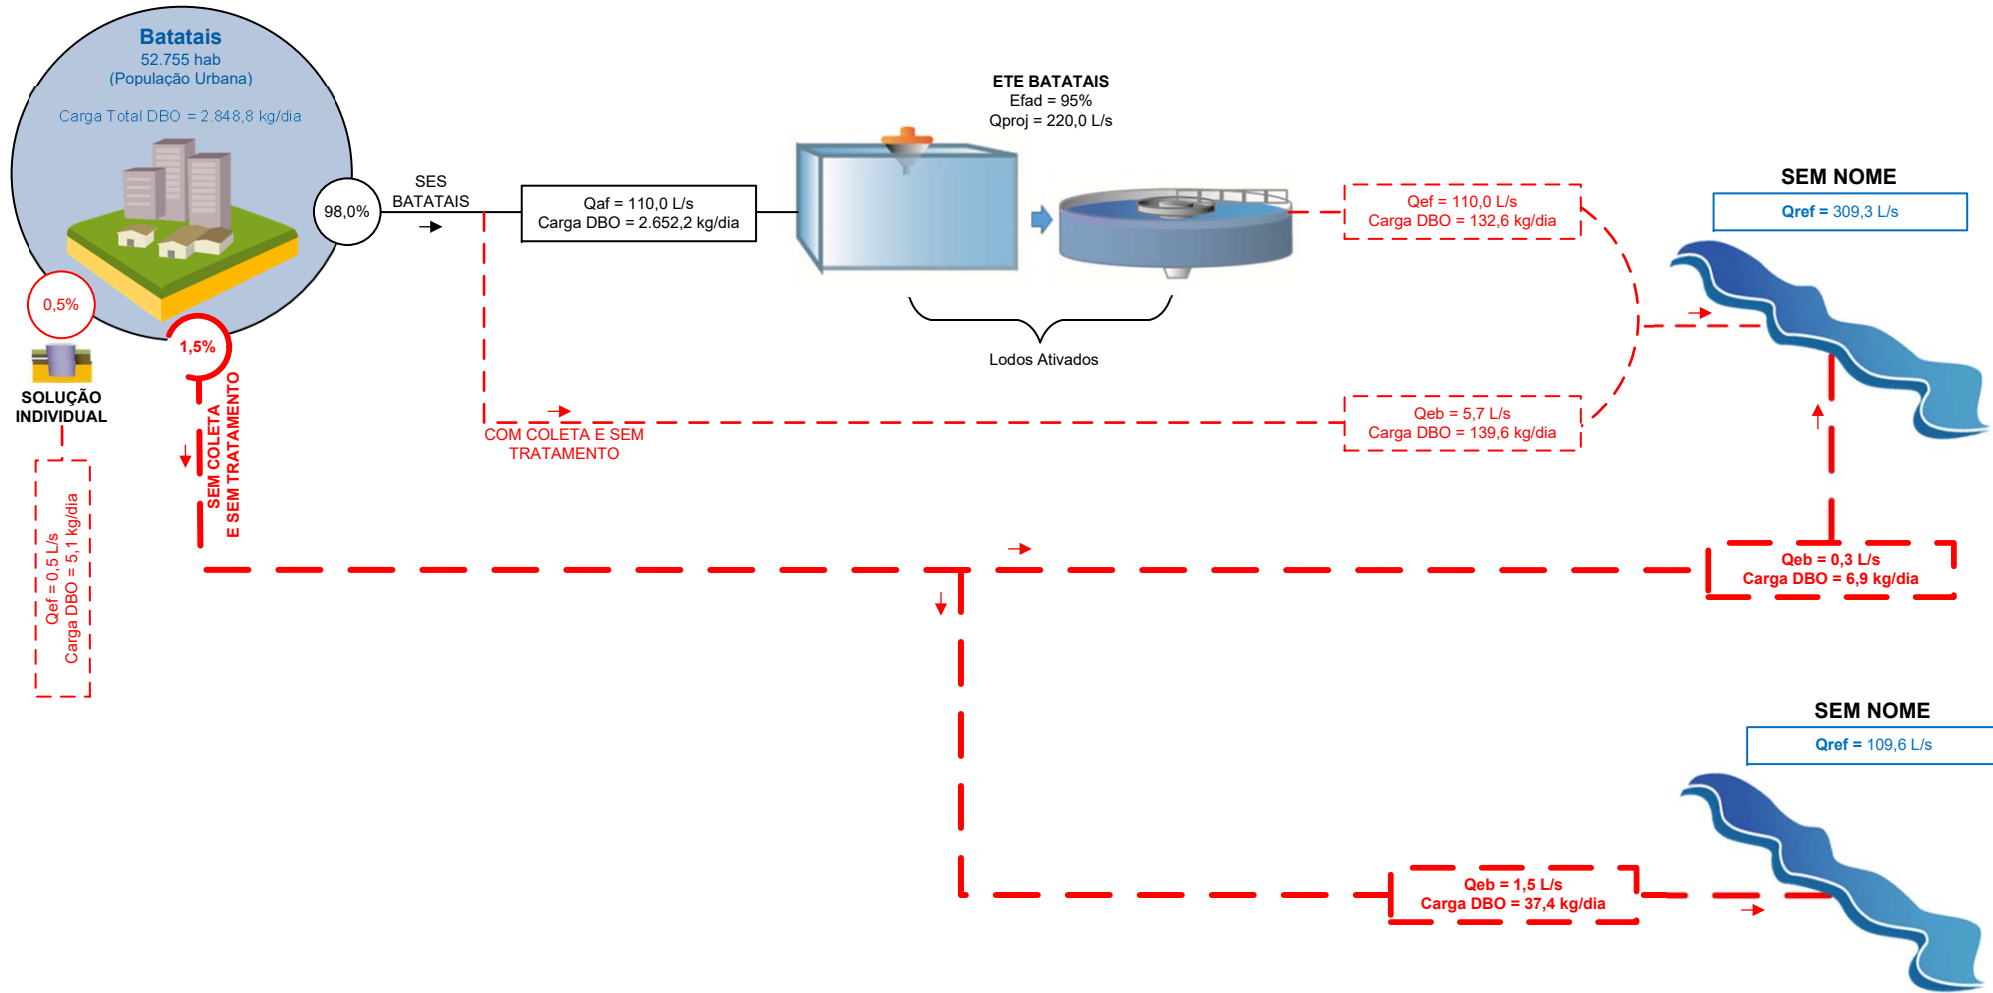 Batatais
52.755 hab
(População Urbana)
Carga Total DBO = 2.848,8 kg/dia
98,0%
SES
BATATAIS
Qaf = 110,0 L/s
Carga DBO = 2.652,2 kg/dia
ETE BATATAIS
Efad = 95%
Qproj = 220,0 L/s
Lodos Ativados
Qef = 110,0 L/s
Carga DBO = 132,6 kg/dia
SEM NOME
Qref = 309,3 L/s
0,5%
SOLUÇÃO
INDIVIDUAL
Qef = 0,5 L/s
Carga DBO = 5,1 kg/dia
1,5%
SEM COLETA
E SEM TRATAMENTO
COM COLETA E SEM
TRATAMENTO
Qeb = 5,7 L/s
Carga DBO = 139,6 kg/dia
Qeb = 0,3 L/s
Carga DBO = 6,9 kg/dia
SEM NOME
Qref = 109,6 L/s
Qeb = 1,5 L/s
Carga DBO = 37,4 kg/dia